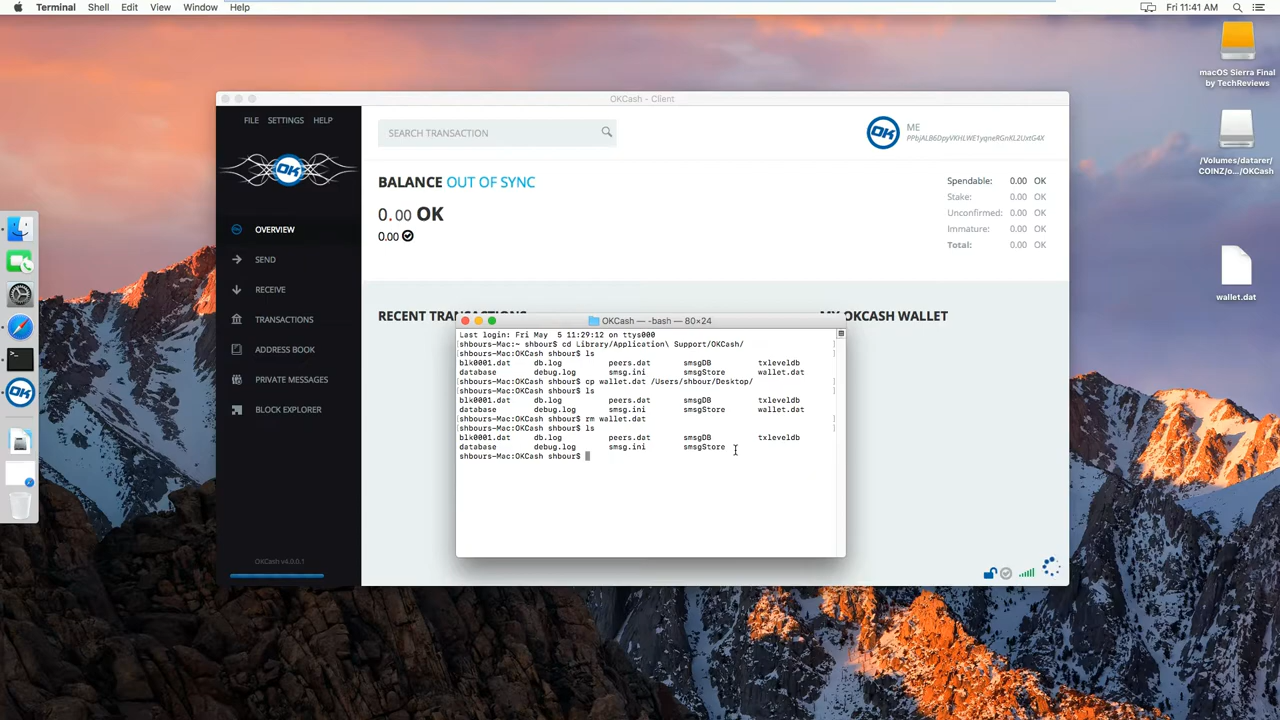 Terminal Shell Edit View Window Help
Fri 11:41 AM
macOS Sierra Final
by TechReviews
/Volumes/datarer/
COINZ/o.../OKCash
wallet.dat
OKCash - Client
FILE SETTINGS HELP
OK
OVERVIEW
SEND
RECEIVE
TRANSACTIONS
ADDRESS BOOK
PRIVATE MESSAGES
BLOCK EXPLORER
OKCash v4.0.0.1
SEARCH TRANSACTION
OK
ME
PPbjALB6DpyVKHLWE1yqneRGnKL2UxtG4X
BALANCE OUT OF SYNC
0.00 OK
0.00
Spendable: 0.00 OK
Stake: 0.00 OK
Unconfirmed: 0.00 OK
Immature: 0.00 OK
Total: 0.00 OK
RECENT TRANSACTIONS
MY OKCASH WALLET
OKCash — -bash — 80×24
Last login: Fri May  5 11:29:12 on ttys000
shbours-Mac:~ shbour$ cd Library/Application\ Support/OKCash/
shbours-Mac:OKCash shbour$ ls
blk0001.dat db.log peers.dat smsgDB txleveldb
database debug.log smsg.ini smsgStore wallet.dat
shbours-Mac:OKCash shbour$ cp wallet.dat /Users/shbour/Desktop/
shbours-Mac:OKCash shbour$ ls
blk0001.dat db.log peers.dat smsgDB txleveldb
database debug.log smsg.ini smsgStore wallet.dat
shbours-Mac:OKCash shbour$ rm wallet.dat
shbours-Mac:OKCash shbour$ ls
blk0001.dat db.log peers.dat smsgDB txleveldb
database debug.log smsg.ini smsgStore
shbours-Mac:OKCash shbour$
OK